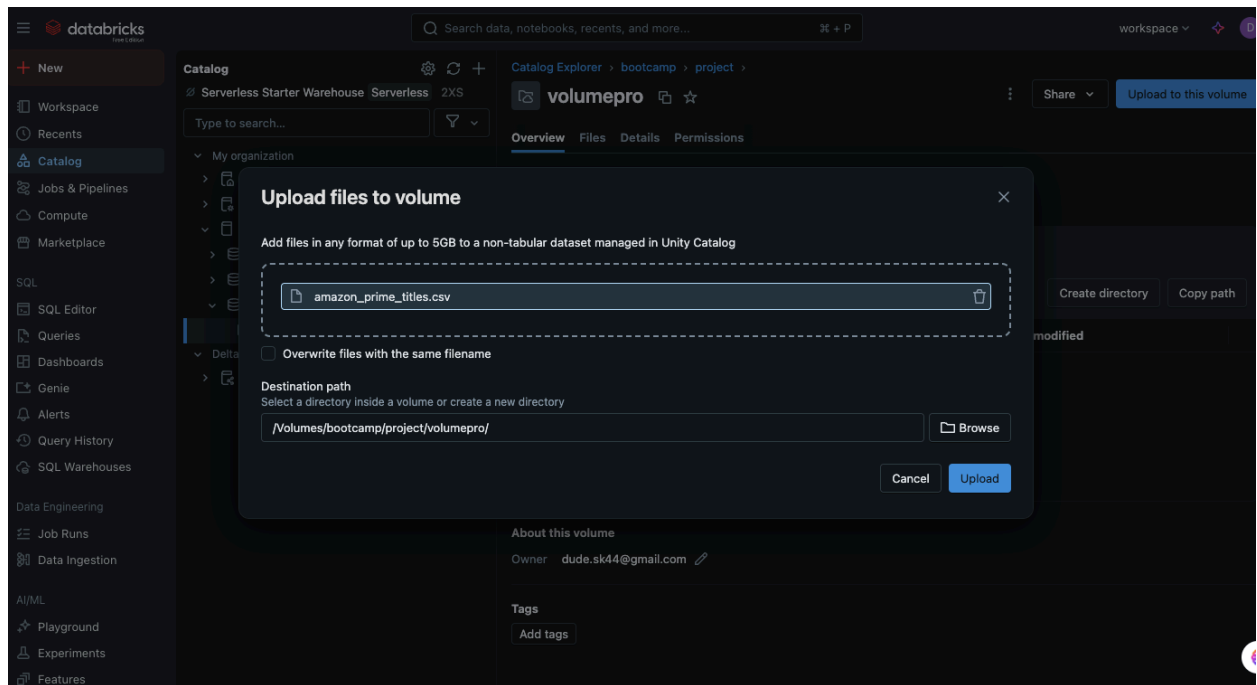 databricks
Free Edition
Search data, notebooks, recents, and more...
⌘ + P
workspace
D
New
Workspace
Recents
Catalog
Jobs & Pipelines
Compute
Marketplace
SQL
SQL Editor
Queries
Dashboards
Genie
Alerts
Query History
SQL Warehouses
Data Engineering
Job Runs
Data Ingestion
AI/ML
Playground
Experiments
Features
Catalog
Serverless Starter Warehouse Serverless 2XS
Type to search...
My organization
Delta
Catalog Explorer › bootcamp › project ›
volumepro
Share
Upload to this volume
Overview Files Details Permissions
Create directory
Copy path
modified
Upload files to volume
Add files in any format of up to 5GB to a non-tabular dataset managed in Unity Catalog
amazon_prime_titles.csv
Overwrite files with the same filename
Destination path
Select a directory inside a volume or create a new directory
/Volumes/bootcamp/project/volumepro/
Browse
Cancel
Upload
About this volume
Owner dude.sk44@gmail.com
Tags
Add tags